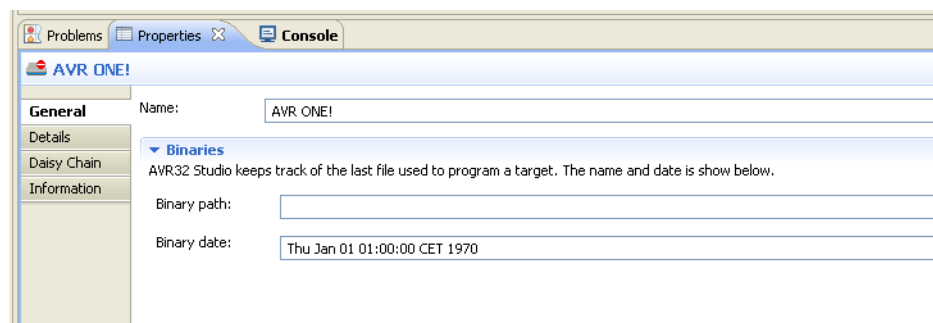 Problems Properties Console
AVR ONE!
General
Name: AVR ONE!
Details
Binaries
Daisy Chain
AVR32 Studio keeps track of the last file used to program a target. The name and date is show below.
Information
Binary path:
Binary date: Thu Jan 01 01:00:00 CET 1970